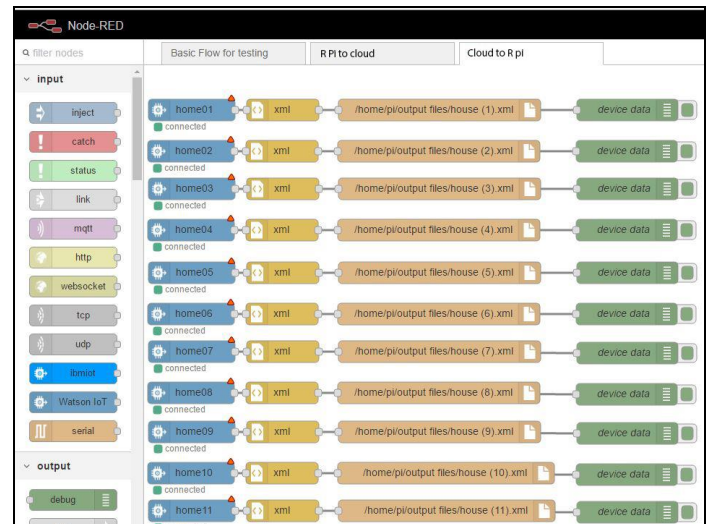 Node-RED
filter nodes
Basic Flow for testing
R PI to cloud
Cloud to R pi
input
inject
catch
status
link
mqtt
http
websocket
tcp
udp
ibmiot
Watson IoT
serial
output
debug
home01 xml /home/pi/output files/house (1).xml device data
connected
home02 xml /home/pi/output files/house (2).xml device data
connected
home03 xml /home/pi/output files/house (3).xml device data
connected
home04 xml /home/pi/output files/house (4).xml device data
connected
home05 xml /home/pi/output files/house (5).xml device data
connected
home06 xml /home/pi/output files/house (6).xml device data
connected
home07 xml /home/pi/output files/house (7).xml device data
connected
home08 xml /home/pi/output files/house (8).xml device data
connected
home09 xml /home/pi/output files/house (9).xml device data
connected
home10 xml /home/pi/output files/house (10).xml device data
connected
home11 xml /home/pi/output files/house (11).xml device data